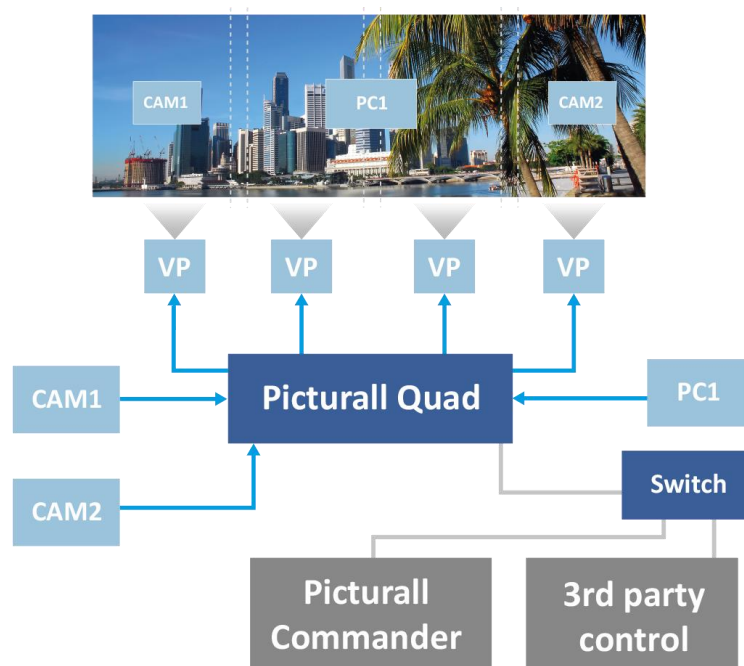 CAM1
PC1
CAM2
VP
VP
VP
VP
CAM1
Picturall Quad
PC1
CAM2
Switch
Picturall
Commander
3rd party
control